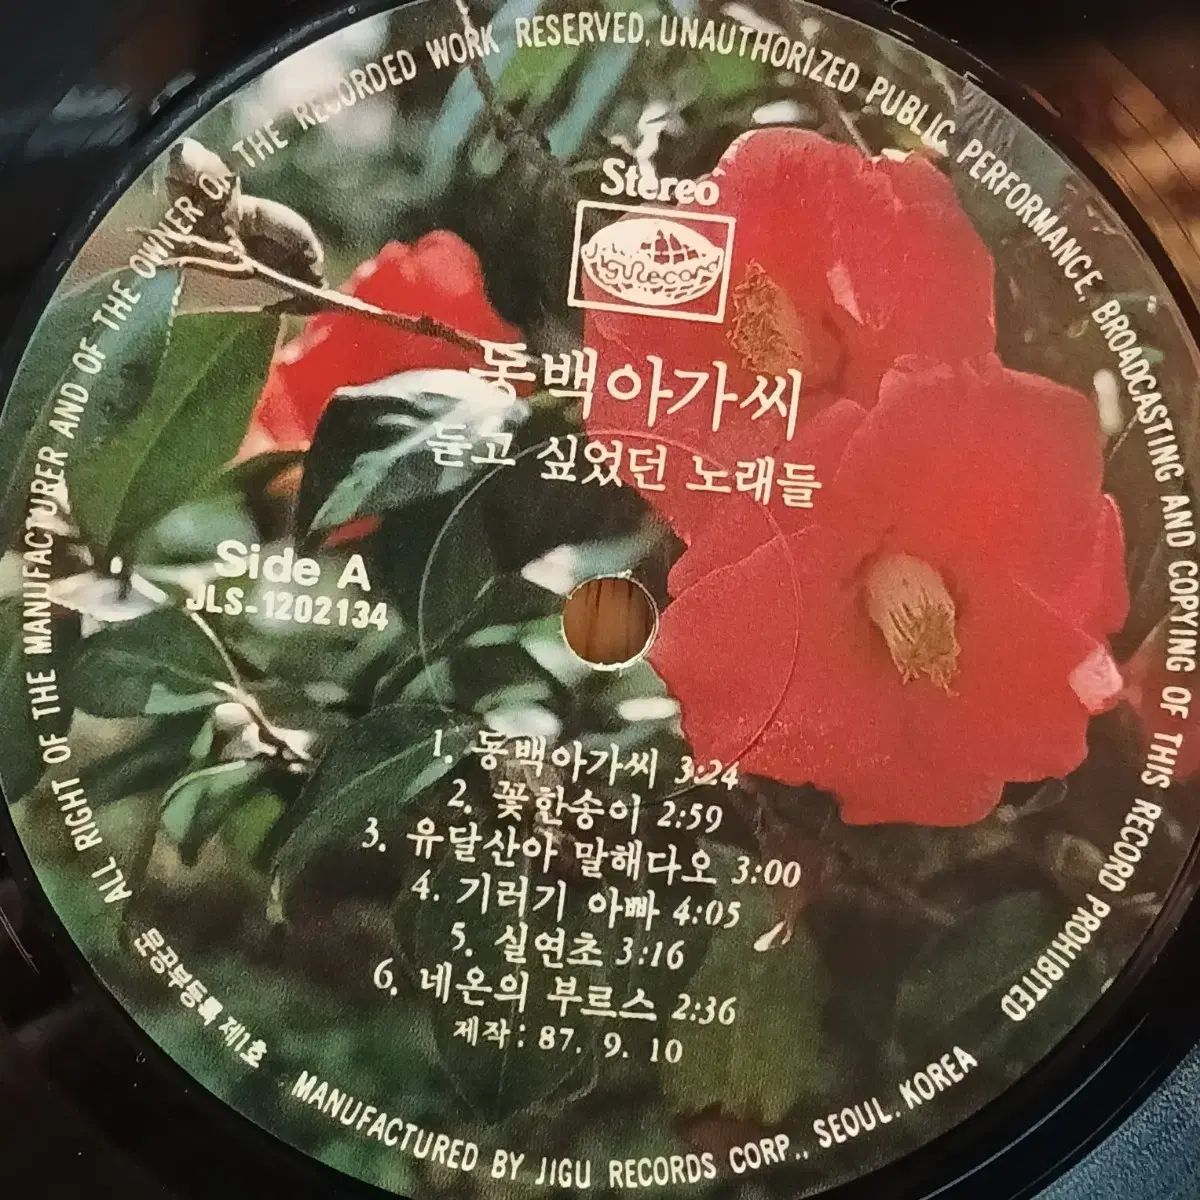 ALL RIGHT OF THE MANUFACTURER AND OF THE OWNER OF THE RECORDED WORK RESERVED. UNAUTHORIZED PUBLIC PERFORMANCE, BROADCASTING AND COPYING OF THIS RECORD PROHIBITED
Stereo
Jigu Record
동백아가씨
듣고 싶었던 노래들
Side A
JLS-1202134
1. 동백아가씨 3:24
2. 꽃한송이 2:59
3. 유달산아 말해다오 3:00
4. 기러기 아빠 4:05
5. 실연초 3:16
6. 네온의 부르스 2:36
제작: 87. 9. 10
문공부등록 제1호
MANUFACTURED BY JIGU RECORDS CORP., SEOUL. KOREA